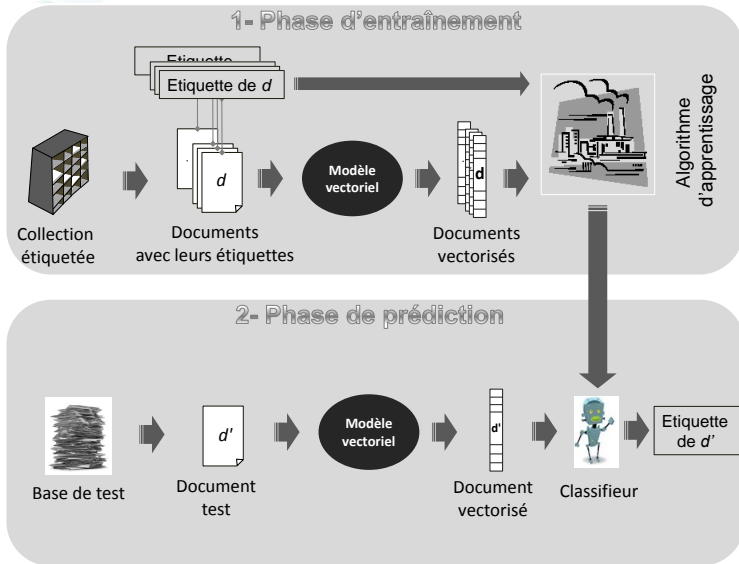 1- Phase d'entraînement
Etiquette
Etiquette de d
d
Modèle
vectoriel
d
Algorithme
d'apprentissage
Collection
étiquetée
Documents
avec leurs étiquettes
Documents
vectorisés
2- Phase de prédiction
d'
Modèle
vectoriel
d'
Etiquette
de d'
Base de test
Document
test
Document
vectorisé
Classifieur